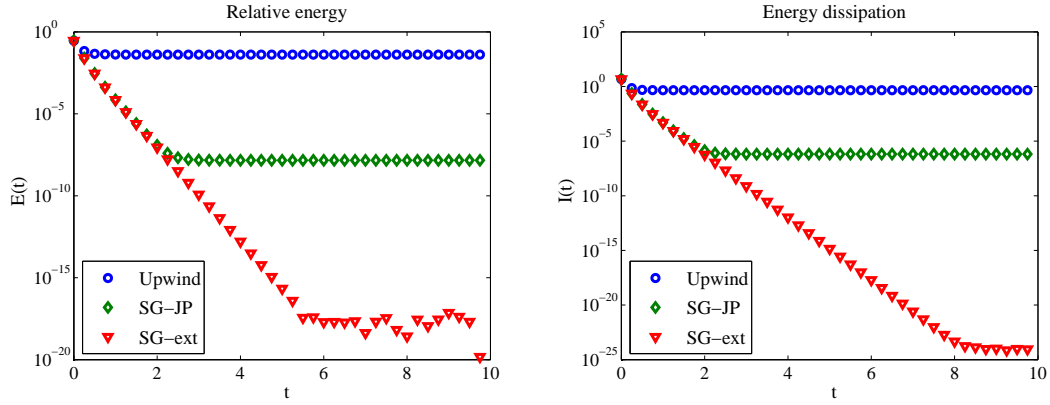 Relative energy
10^0
10^−5
10^−10
10^−15
10^−20
E(t)
0 2 4 6 8 10
t
Upwind
SG−JP
SG−ext
Energy dissipation
10^5
10^0
10^−5
10^−10
10^−15
10^−20
10^−25
I(t)
0 2 4 6 8 10
t
Upwind
SG−JP
SG−ext